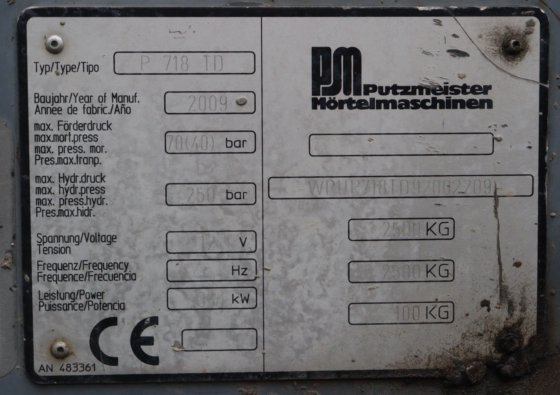 Typ/Type/Tipo P 718 TD
Baujahr/Year of Manuf.
Année de fabric./Año 2009
max. Förderdruck
max.mort.press
max. press. mor. 70(40) bar
Pres.max.tranp.
max. Hydr.druck
max. hydr.press 250 bar
max. press.hydr.
Pres.max.hidr.
Spannung/Voltage
Tension V
Frequenz/Frequency
Frequence/Frecuencia Hz
Leistung/Power
Puissance/Potencia kW
CE
AN 483361
PM Putzmeister
Mörtelmaschinen
2500 KG
2500 KG
100 KG